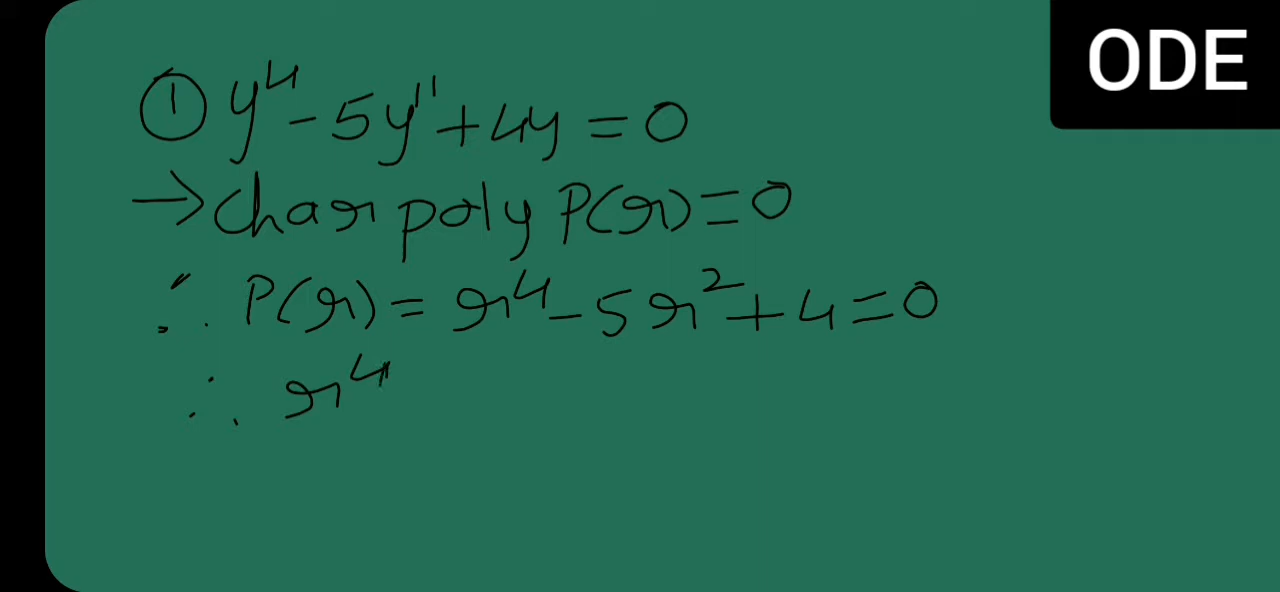 ODE
① y⁴ - 5y'' + 4y = 0
→ Char poly P(r) = 0
∴ P(r) = r⁴ - 5r² + 4 = 0
∴ r⁴